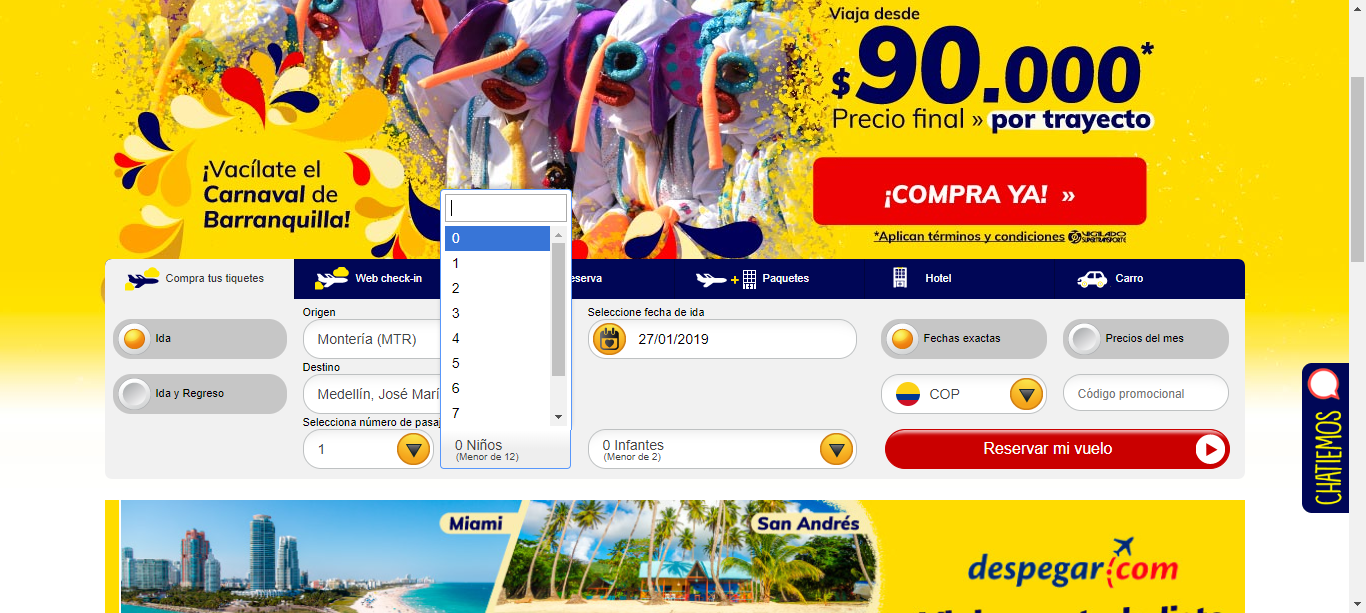 Viaja desde
$90.000*
Precio final » por trayecto
¡Vacílate el
Carnaval de
Barranquilla!
¡COMPRA YA! »
*Aplican términos y condiciones VIGILADO
SUPERTRANSPORTE
Compra tus tiquetes
Web check-in
eserva
+ Paquetes
Hotel
Carro
Ida
Ida y Regreso
Origen
Montería (MTR)
Destino
Medellín, José Marí
Selecciona número de pasaj
1
0
1
2
3
4
5
6
7
0 Niños
(Menor de 12)
Seleccione fecha de ida
27/01/2019
0 Infantes
(Menor de 2)
Fechas exactas
Precios del mes
COP
Código promocional
Reservar mi vuelo
CHATIEMOS
Miami
San Andrés
despegar.com